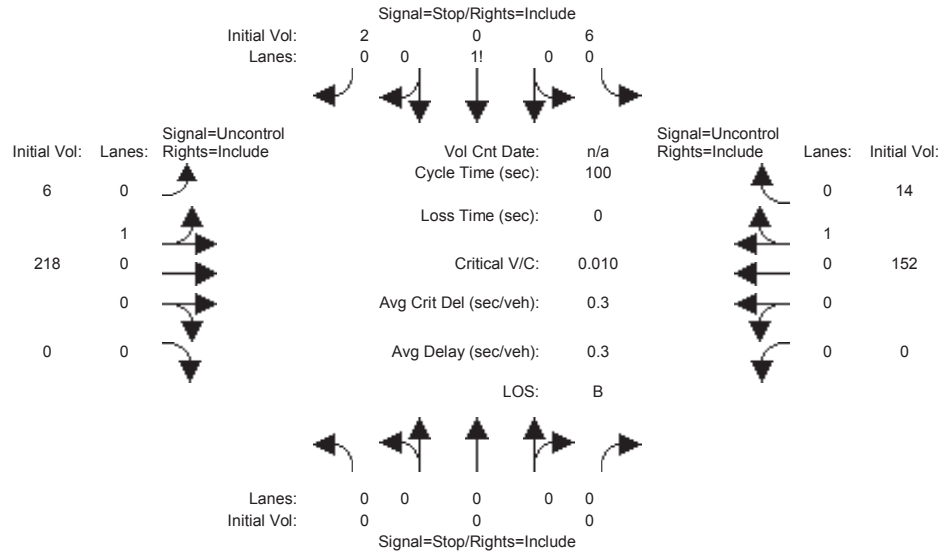 Signal=Stop/Rights=Include
Initial Vol: 2 0 6
Lanes: 0 0 1! 0 0
Signal=Uncontrol
Initial Vol: Lanes: Rights=Include
Vol Cnt Date: n/a
Signal=Uncontrol
Rights=Include Lanes: Initial Vol:
Cycle Time (sec): 100
6 0
0 14
Loss Time (sec): 0
1
1
218 0
Critical V/C: 0.010
0 152
0
Avg Crit Del (sec/veh): 0.3
0
0 0
Avg Delay (sec/veh): 0.3
0 0
LOS: B
Lanes: 0 0 0 0 0
Initial Vol: 0 0 0
Signal=Stop/Rights=Include